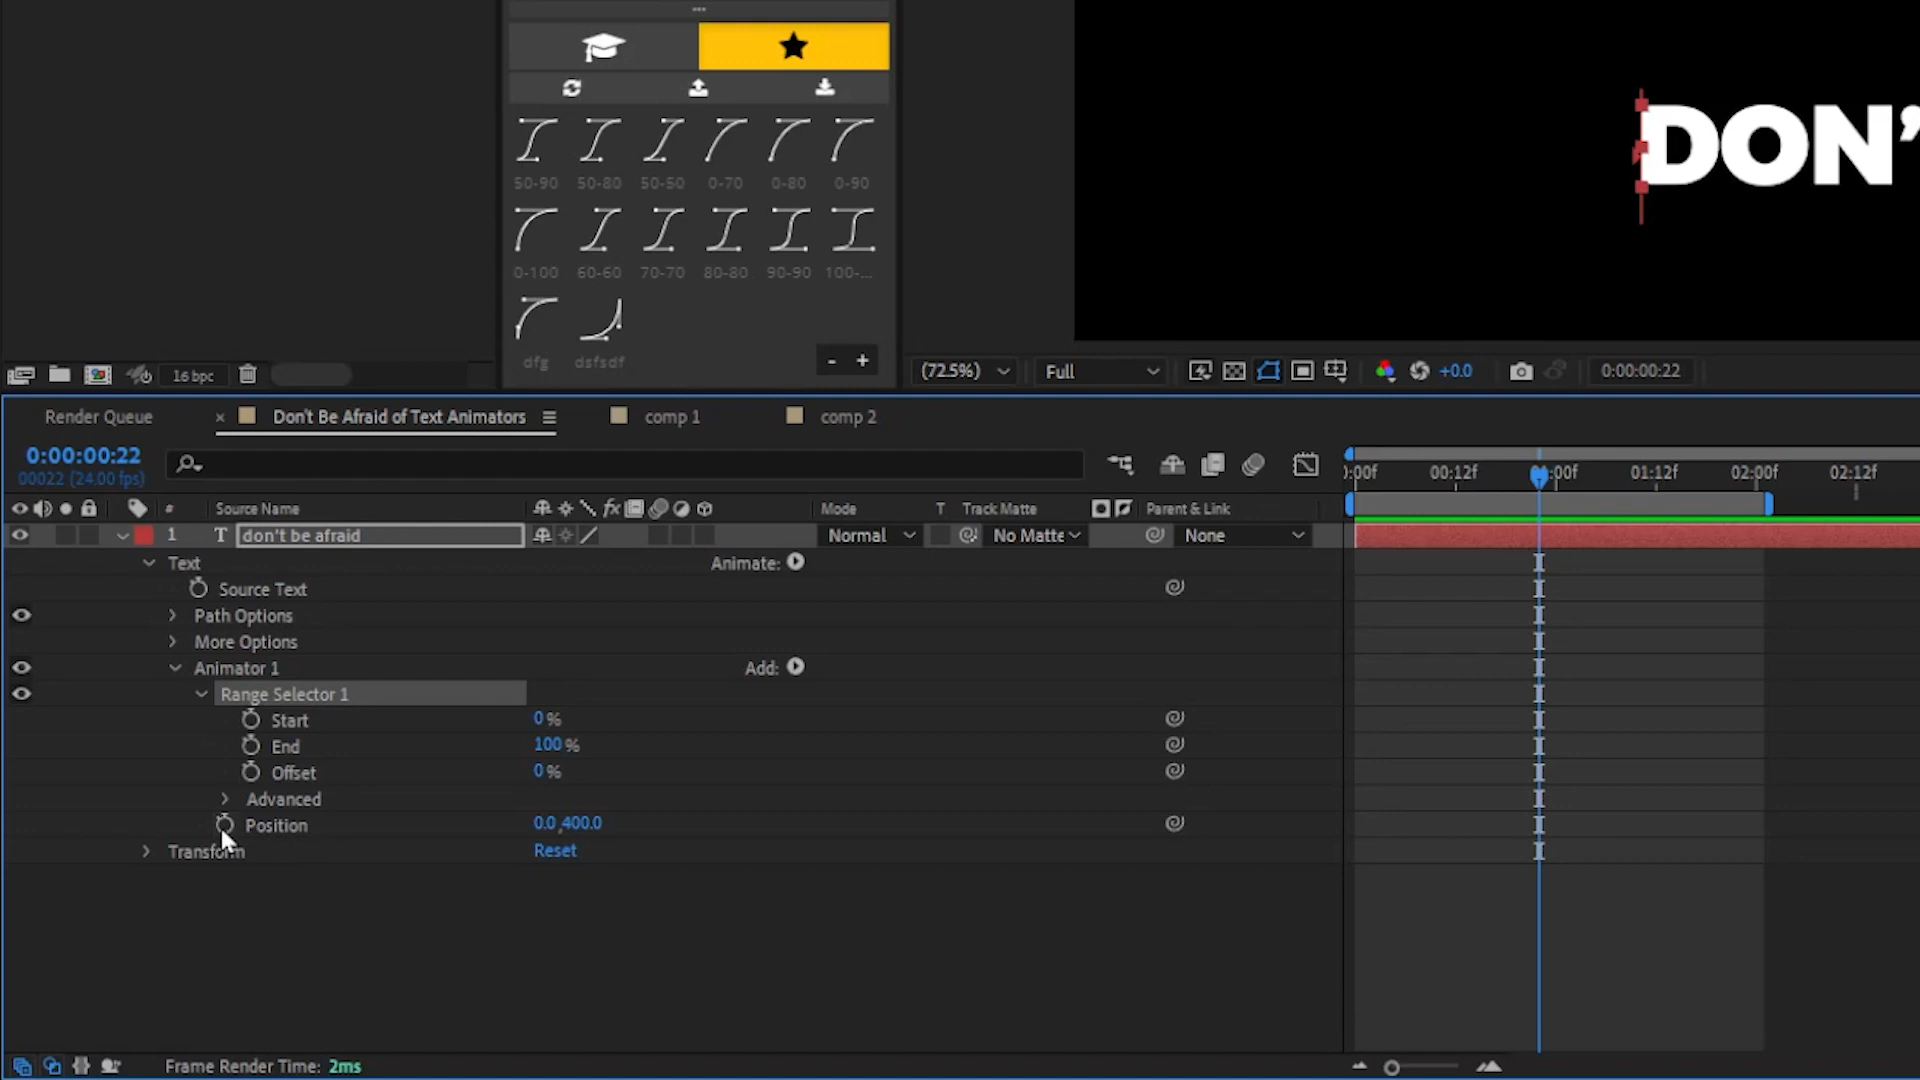 DON'
50-90 50-80 50-50 0-70 0-80 0-90
0-100 60-60 70-70 80-80 90-90 100-...
dfg dsfsdf
- +
16 bpc
(72.5%) Full +0.0 0:00:00:22
Render Queue × Don't Be Afraid of Text Animators comp 1 comp 2
0:00:00:22
00022 (24.00 fps)
):00f 00:12f :00f 01:12f 02:00f 02:12f
# Source Name fx Mode T Track Matte Parent & Link
1 T don't be afraid Normal No Matte None
Text Animate:
Source Text
Path Options
More Options
Animator 1 Add:
Range Selector 1
Start 0%
End 100%
Offset 0%
Advanced
Position 0.0,400.0
Transform Reset
Frame Render Time: 2ms